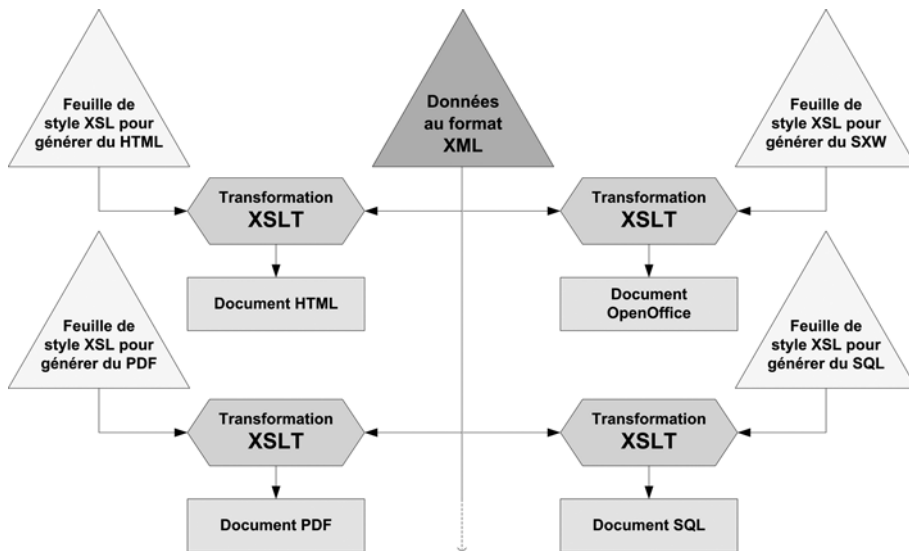 Feuille de
style XSL pour
générer du HTML
Données
au format
XML
Feuille de
style XSL pour
générer du SXW
Transformation
XSLT
Transformation
XSLT
Document HTML
Document
OpenOffice
Feuille de
style XSL pour
générer du PDF
Feuille de
style XSL pour
générer du SQL
Transformation
XSLT
Transformation
XSLT
Document PDF
Document SQL